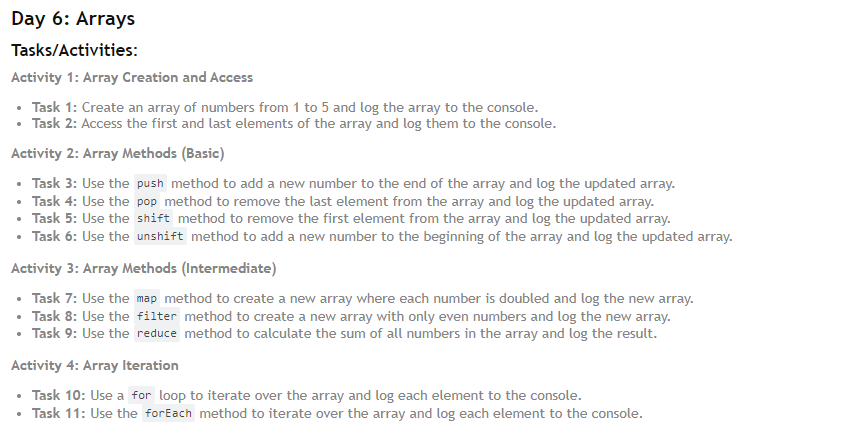 Day 6: Arrays
Tasks/Activities:
Activity 1: Array Creation and Access
• Task 1: Create an array of numbers from 1 to 5 and log the array to the console.
• Task 2: Access the first and last elements of the array and log them to the console.
Activity 2: Array Methods (Basic)
• Task 3: Use the push method to add a new number to the end of the array and log the updated array.
• Task 4: Use the pop method to remove the last element from the array and log the updated array.
• Task 5: Use the shift method to remove the first element from the array and log the updated array.
• Task 6: Use the unshift method to add a new number to the beginning of the array and log the updated array.
Activity 3: Array Methods (Intermediate)
• Task 7: Use the map method to create a new array where each number is doubled and log the new array.
• Task 8: Use the filter method to create a new array with only even numbers and log the new array.
• Task 9: Use the reduce method to calculate the sum of all numbers in the array and log the result.
Activity 4: Array Iteration
• Task 10: Use a for loop to iterate over the array and log each element to the console.
• Task 11: Use the forEach method to iterate over the array and log each element to the console.